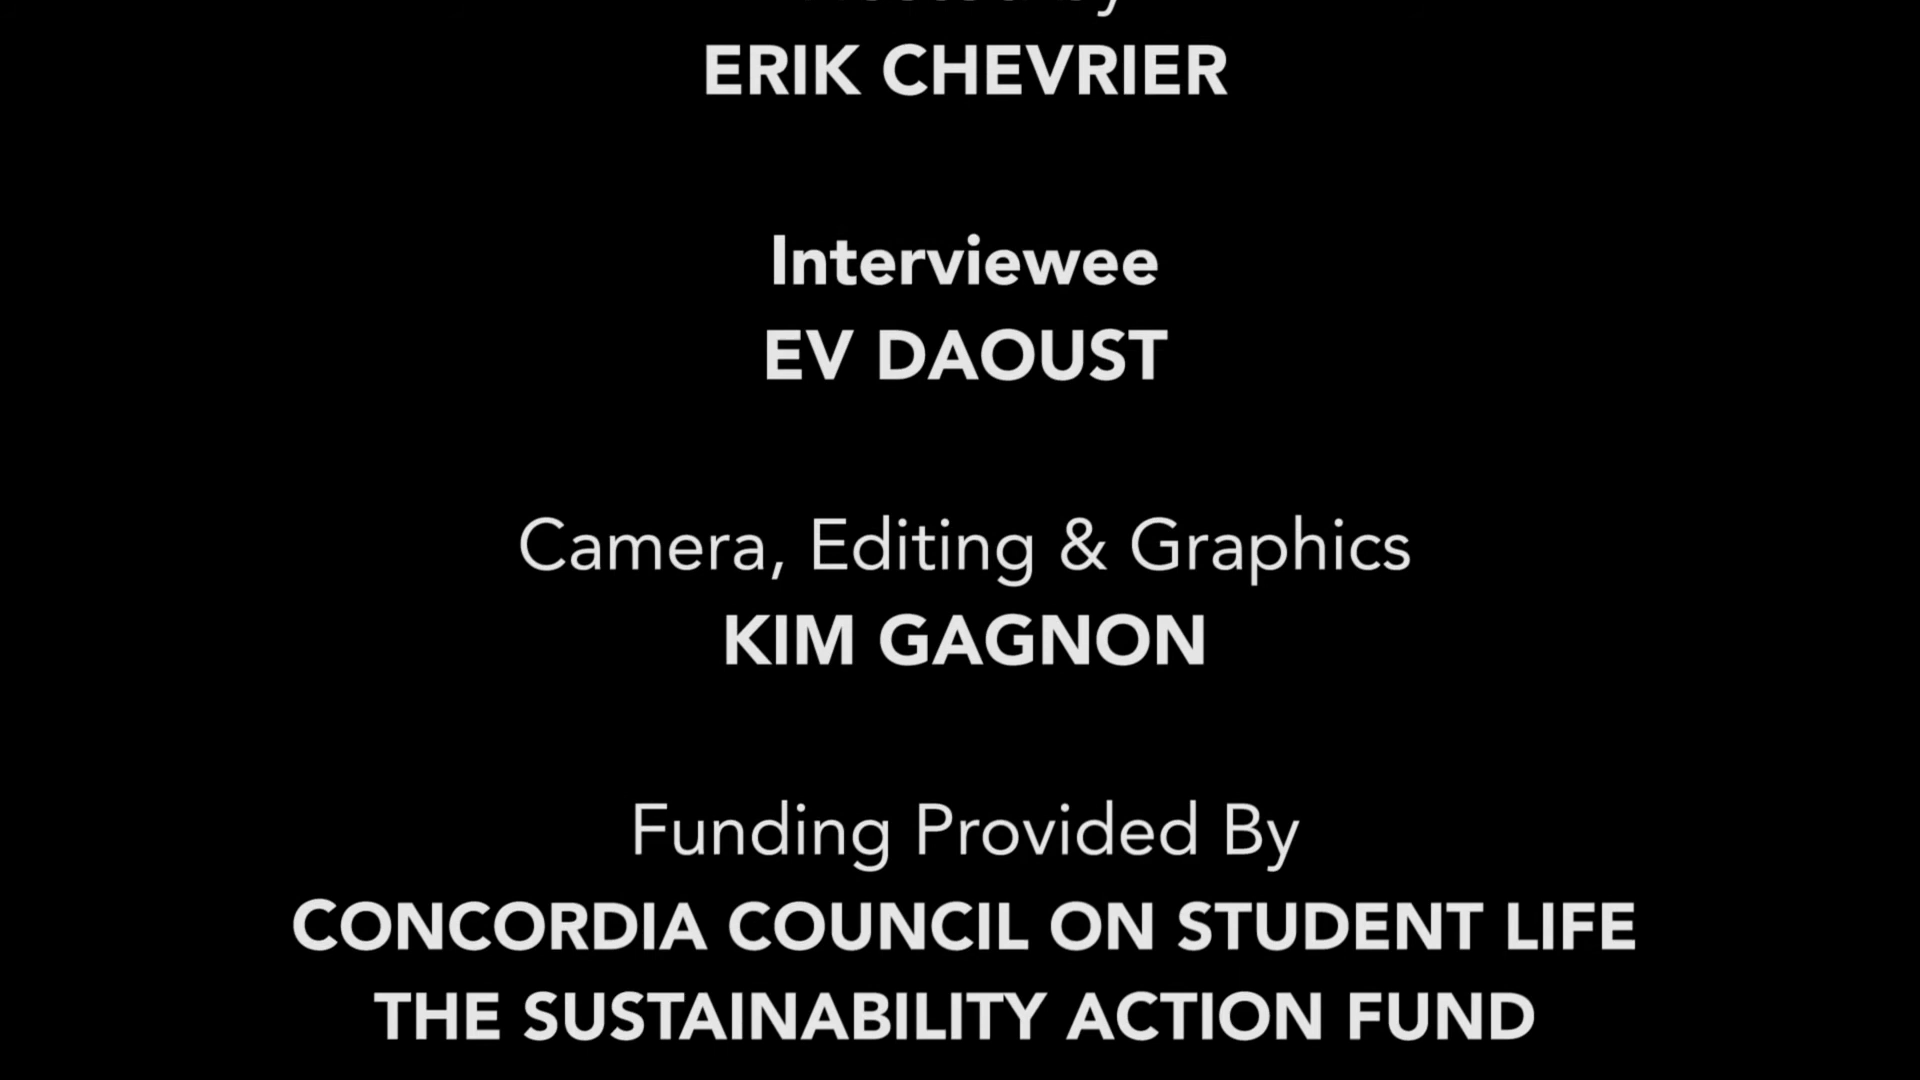 ERIK CHEVRIER
Interviewee
EV DAOUST
Camera, Editing & Graphics
KIM GAGNON
Funding Provided By
CONCORDIA COUNCIL ON STUDENT LIFE
THE SUSTAINABILITY ACTION FUND